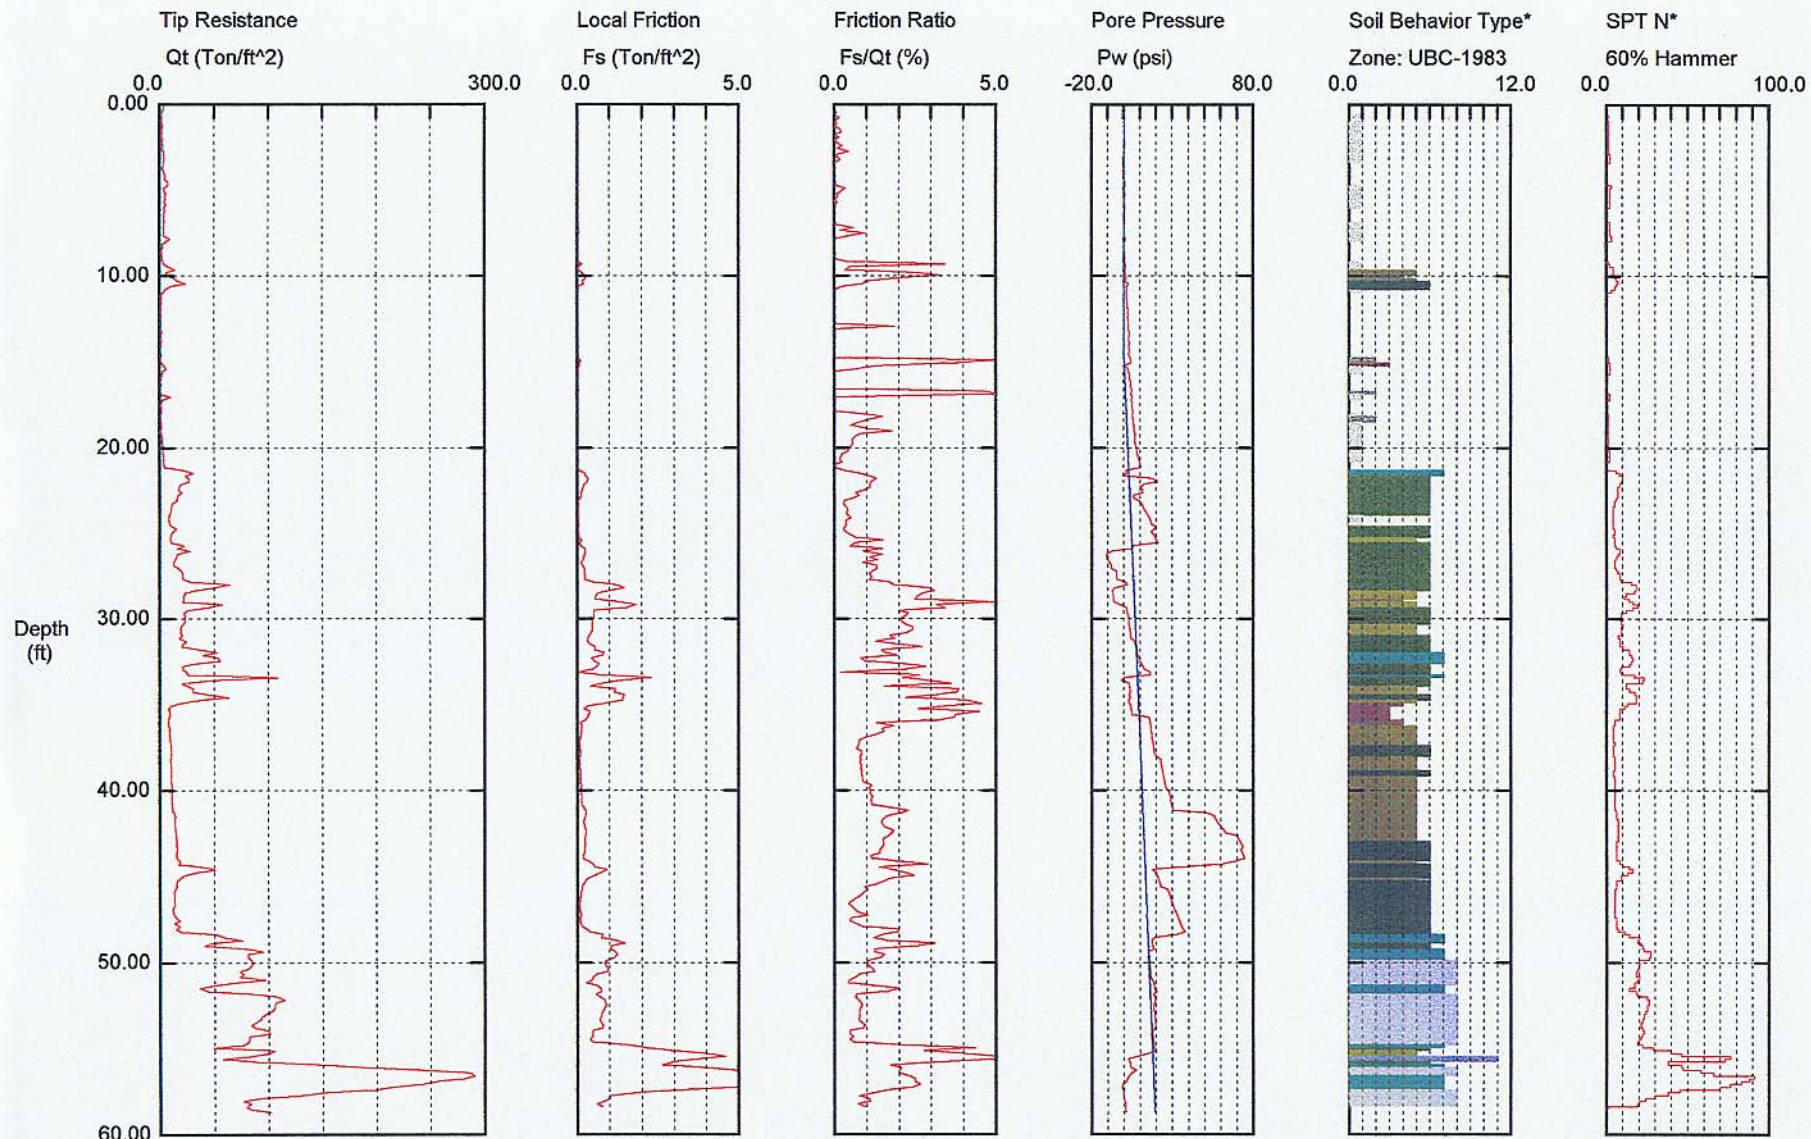 Tip Resistance Local Friction Friction Ratio Pore Pressure Soil Behavior Type* SPT N*
Qt (Ton/ft^2) Fs (Ton/ft^2) Fs/Qt (%) Pw (psi) Zone: UBC-1983 60% Hammer
0.0 300.0 0.0 5.0 0.0 5.0 -20.0 80.0 0.0 12.0 0.0 100.0
0.00
10.00
20.00
30.00
Depth
(ft)
40.00
50.00
60.00